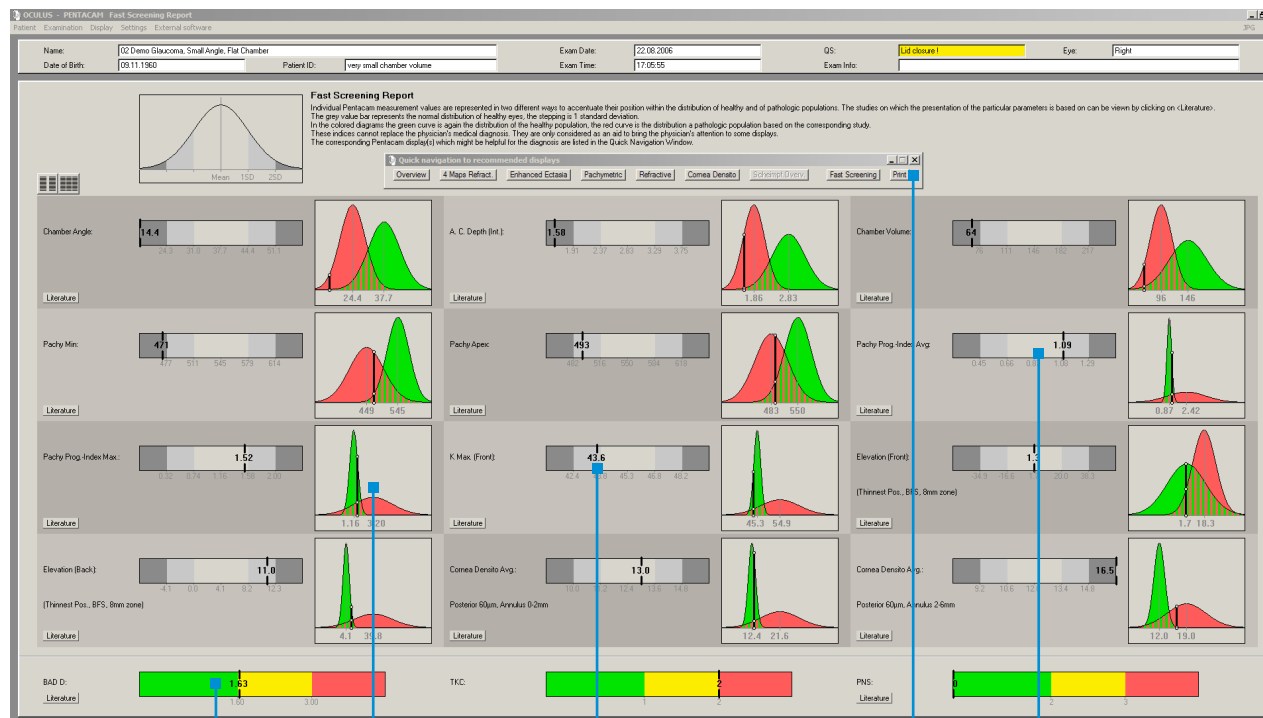 OCULUS - PENTACAM Fast Screening Report
Patient Examination Display Settings External software JPG
Name: 02 Demo Glaucoma, Small Angle, Flat Chamber Exam Date: 22.08.2006 QS: Lid closure ! Eye: Right
Date of Birth: 09.11.1960 Patient ID: very small chamber volume Exam Time: 17:05:55 Exam Info:
Fast Screening Report
Individual Pentacam measurement values are represented in two different ways to accentuate their position within the distribution of healthy and of pathologic populations. The studies on which the presentation of the particular parameters is based on can be viewn by clicking on <Literature>.
The grey value bar represents the normal distribution of healthy eyes, the stepping is 1 standard deviation.
In the colored diagrams the green curve is again the distribution of the healthy population, the red curve is the distribution a pathologic population based on the corresponding study.
These indices cannot replace the physician's medical diagnosis. They are only considered as an aid to bring the physician's attention to some displays.
The corresponding Pentacam display(s) which might be helpful for the diagnosis are listed in the Quick Navigation Window.
Mean 1SD 2SD
Quick navigation to recommended displays
Overview 4 Maps Refract. Enhanced Ectasia Pachymetric Refractive Cornea Densito Scheimpf.Overv. Fast Screening Print
Chamber Angle: 14.4
24.3 31.0 37.7 44.4 51.1
24.4 37.7
Literature
A. C. Depth (Int.): 1.58
1.91 2.37 2.83 3.29 3.75
1.86 2.83
Literature
Chamber Volume: 64
76 111 146 182 217
96 146
Literature
Pachy Min: 471
477 511 545 579 614
449 545
Literature
Pachy Apex: 493
482 516 550 584 618
483 550
Literature
Pachy Prog.-Index Avg: 1.09
0.45 0.66 1.08 1.29
0.87 2.42
Literature
Pachy Prog.-Index Max.: 1.52
0.32 0.74 1.16 1.58 2.00
1.16 3.20
Literature
K Max. (Front): 43.6
42.4 45.3 46.8 48.2
45.3 54.9
Literature
Elevation (Front): 1.3
-34.9 -16.6 1.7 20.0 38.3
(Thinnest Pos., BFS, 8mm zone)
1.7 18.3
Literature
Elevation (Back): 11.0
-4.1 0.0 4.1 8.2 12.3
(Thinnest Pos., BFS, 8mm zone)
4.1 39.8
Literature
Cornea Densito Avg.: 13.0
10.0 11.2 12.4 13.6 14.9
Posterior 60µm, Annulus 0-2mm
12.4 21.6
Literature
Cornea Densito Avg.: 16.5
9.2 10.6 12.0 13.4 14.8
Posterior 60µm, Annulus 2-6mm
12.0 19.0
Literature
BAD D: 1.63
1.60 3.00
Literature
TKC: 2
1 2
PNS: 0
2 3
Literature